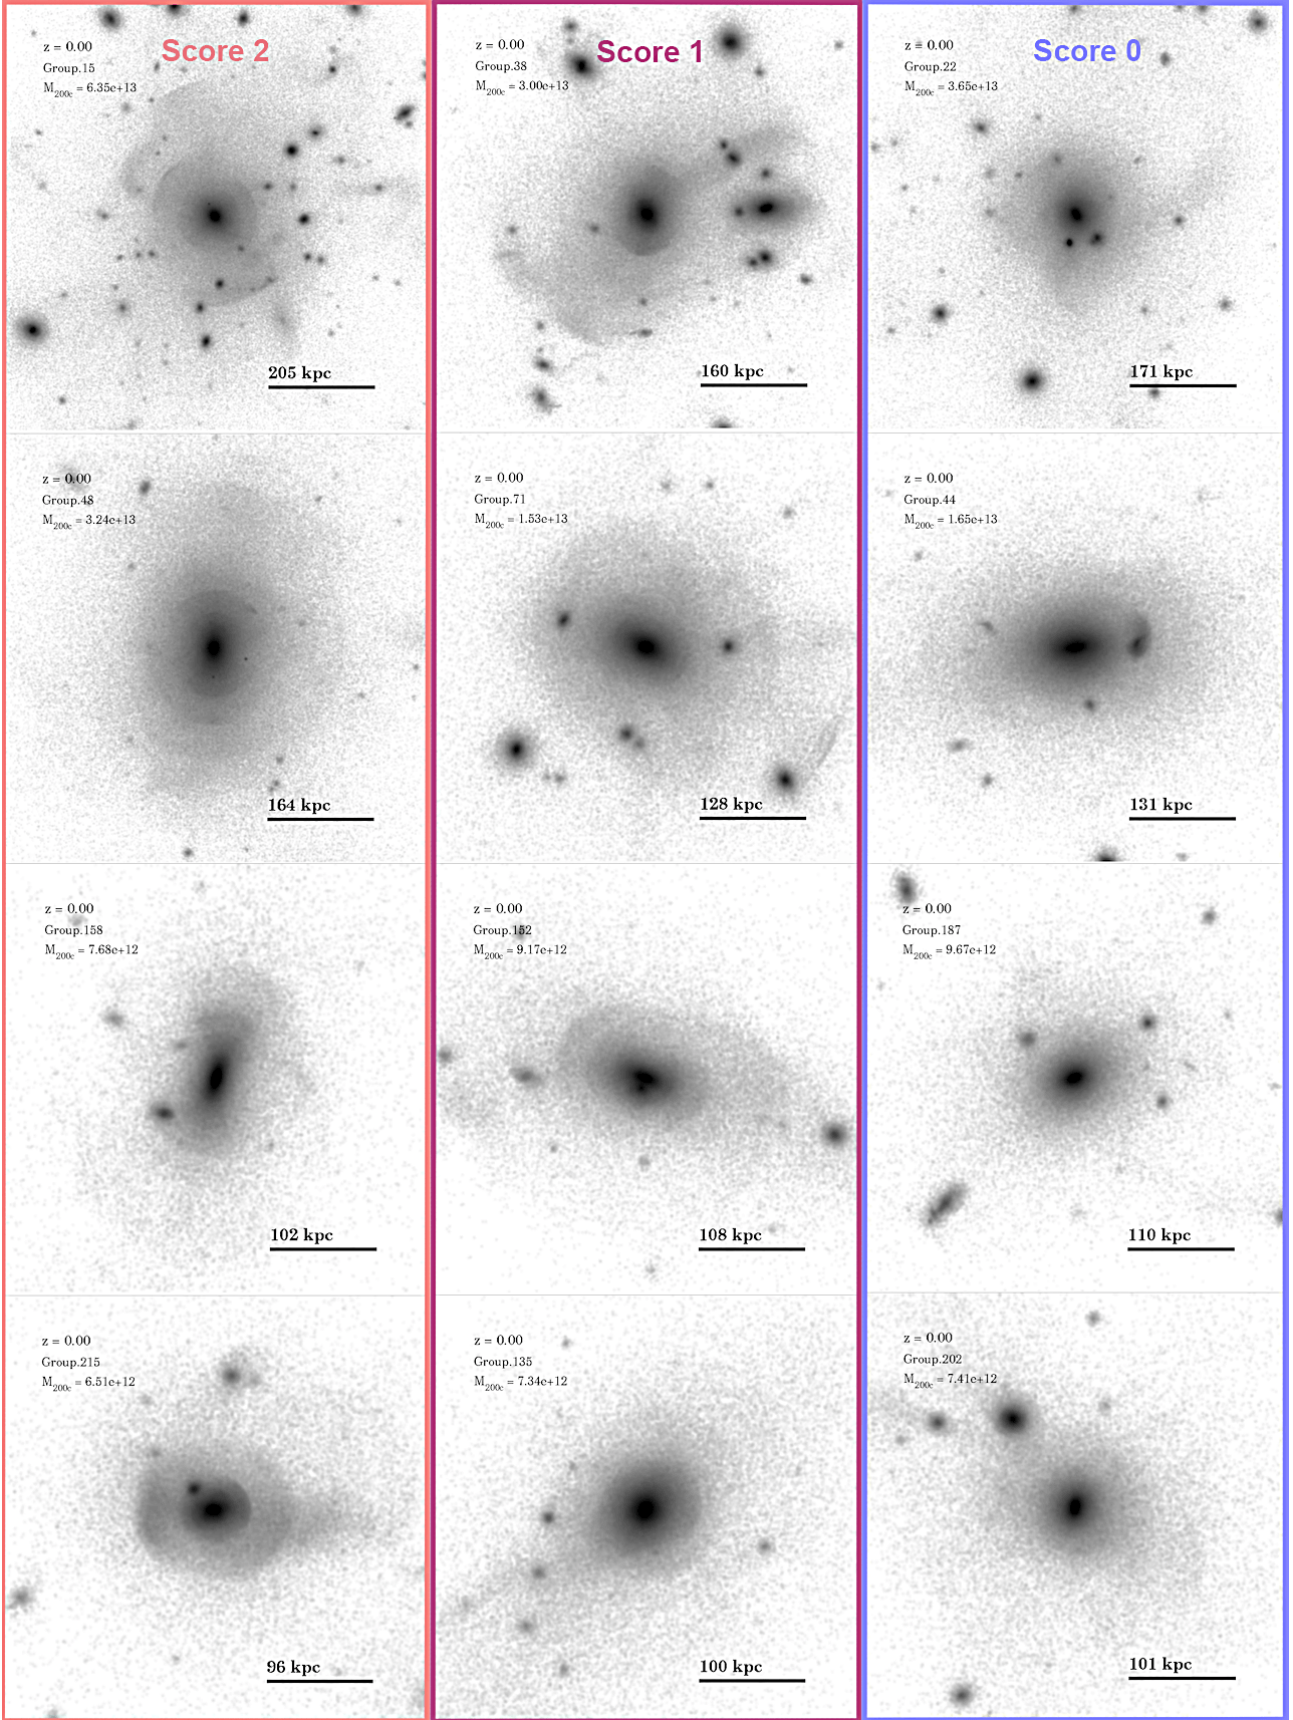 Score 2
z = 0.00
Group.15
M200c = 6.35e+13
205 kpc
Score 1
z = 0.00
Group.38
M200c = 3.00e+13
160 kpc
Score 0
z = 0.00
Group.22
M200c = 3.65e+13
171 kpc
z = 0.00
Group.48
M200c = 3.24e+13
164 kpc
z = 0.00
Group.71
M200c = 1.53e+13
128 kpc
z = 0.00
Group.44
M200c = 1.65e+13
131 kpc
z = 0.00
Group.158
M200c = 7.68e+12
102 kpc
z = 0.00
Group.152
M200c = 9.17e+12
108 kpc
z = 0.00
Group.187
M200c = 9.67e+12
110 kpc
z = 0.00
Group.215
M200c = 6.51e+12
96 kpc
z = 0.00
Group.135
M200c = 7.34e+12
100 kpc
z = 0.00
Group.202
M200c = 7.41e+12
101 kpc